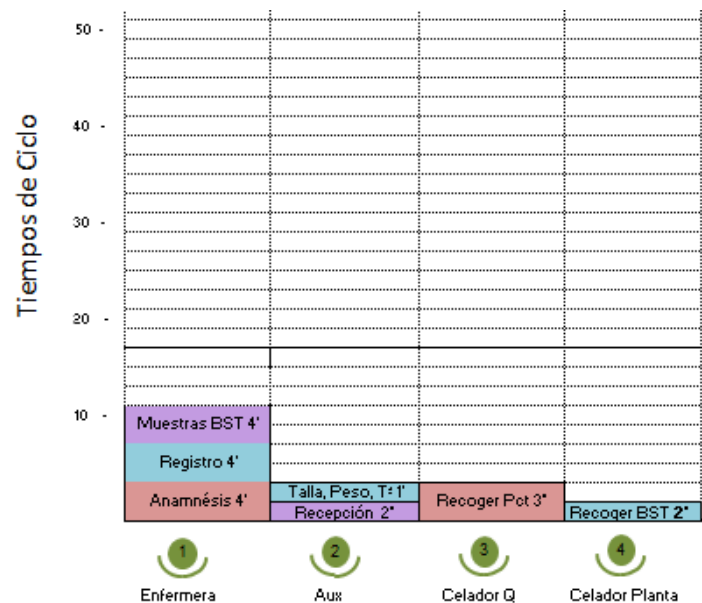 Tiempos de Ciclo
50 -
40 -
30 -
20 -
10 -
Muestras BST 4'
Registro 4'
Anamnésis 4'
Talla, Peso, Tª 1'
Recepción 2"
Recoger Pct 3"
Recoger BST 2"
1
2
3
4
Enfermera
Aux
Celador Q
Celador Planta